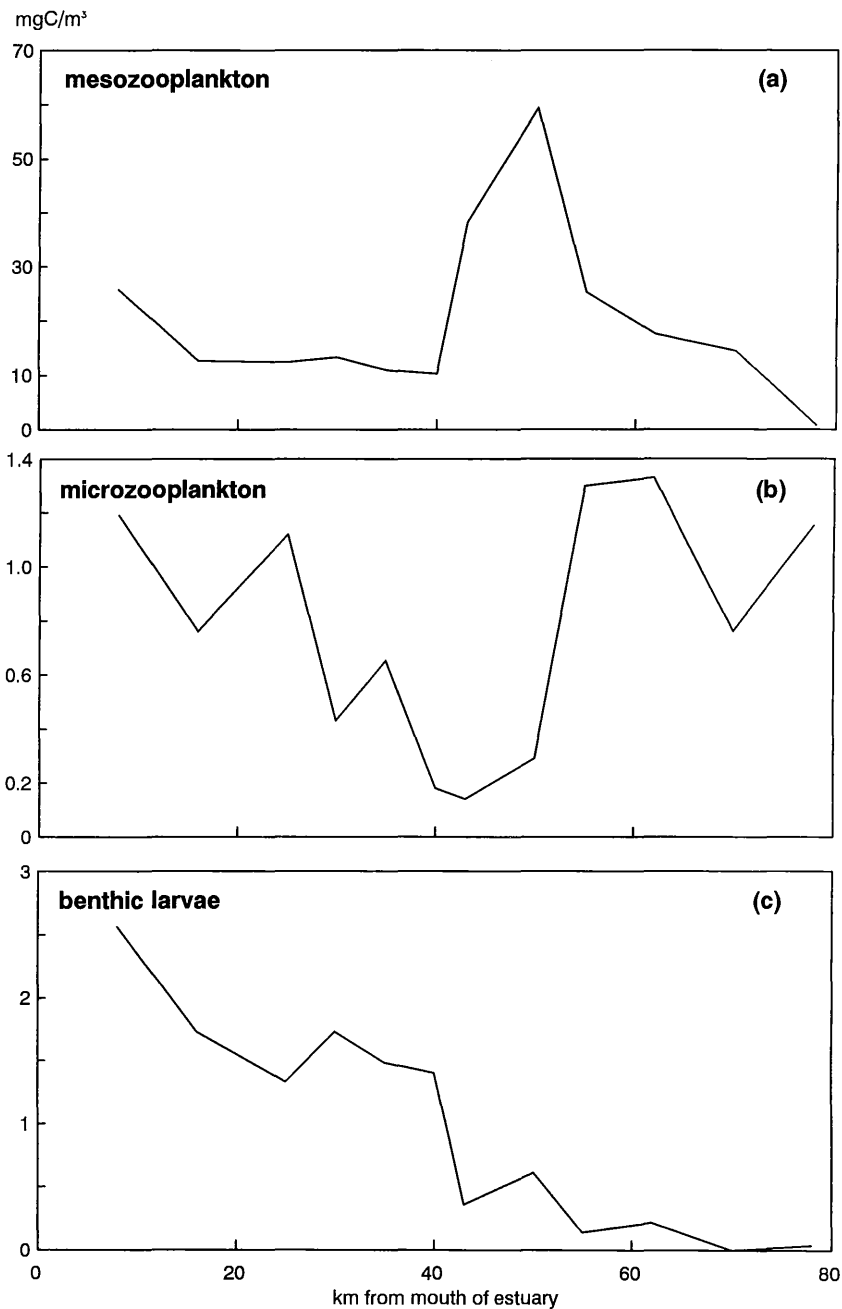 mgC/m³
70
mesozooplankton (a)
50
30
10
0
1.4
microzooplankton (b)
1.0
0.6
0.2
0
3
benthic larvae (c)
2
1
0
0 20 40 60 80
km from mouth of estuary